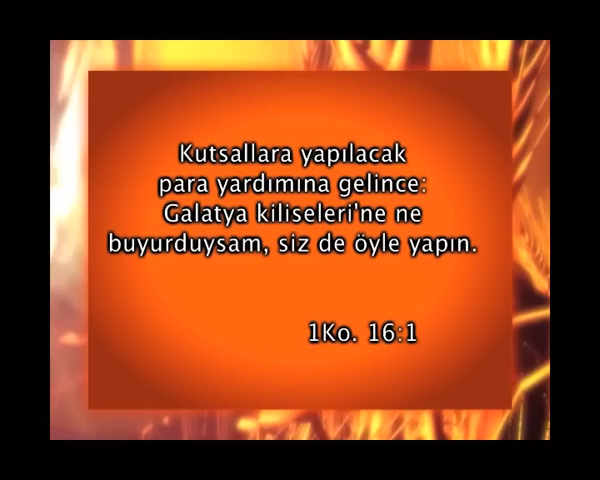 Kutsallara yapılacak
para yardımına gelince:
Galatya kiliseleri'ne ne
buyurduysam, siz de öyle yapın.
1Ko. 16:1